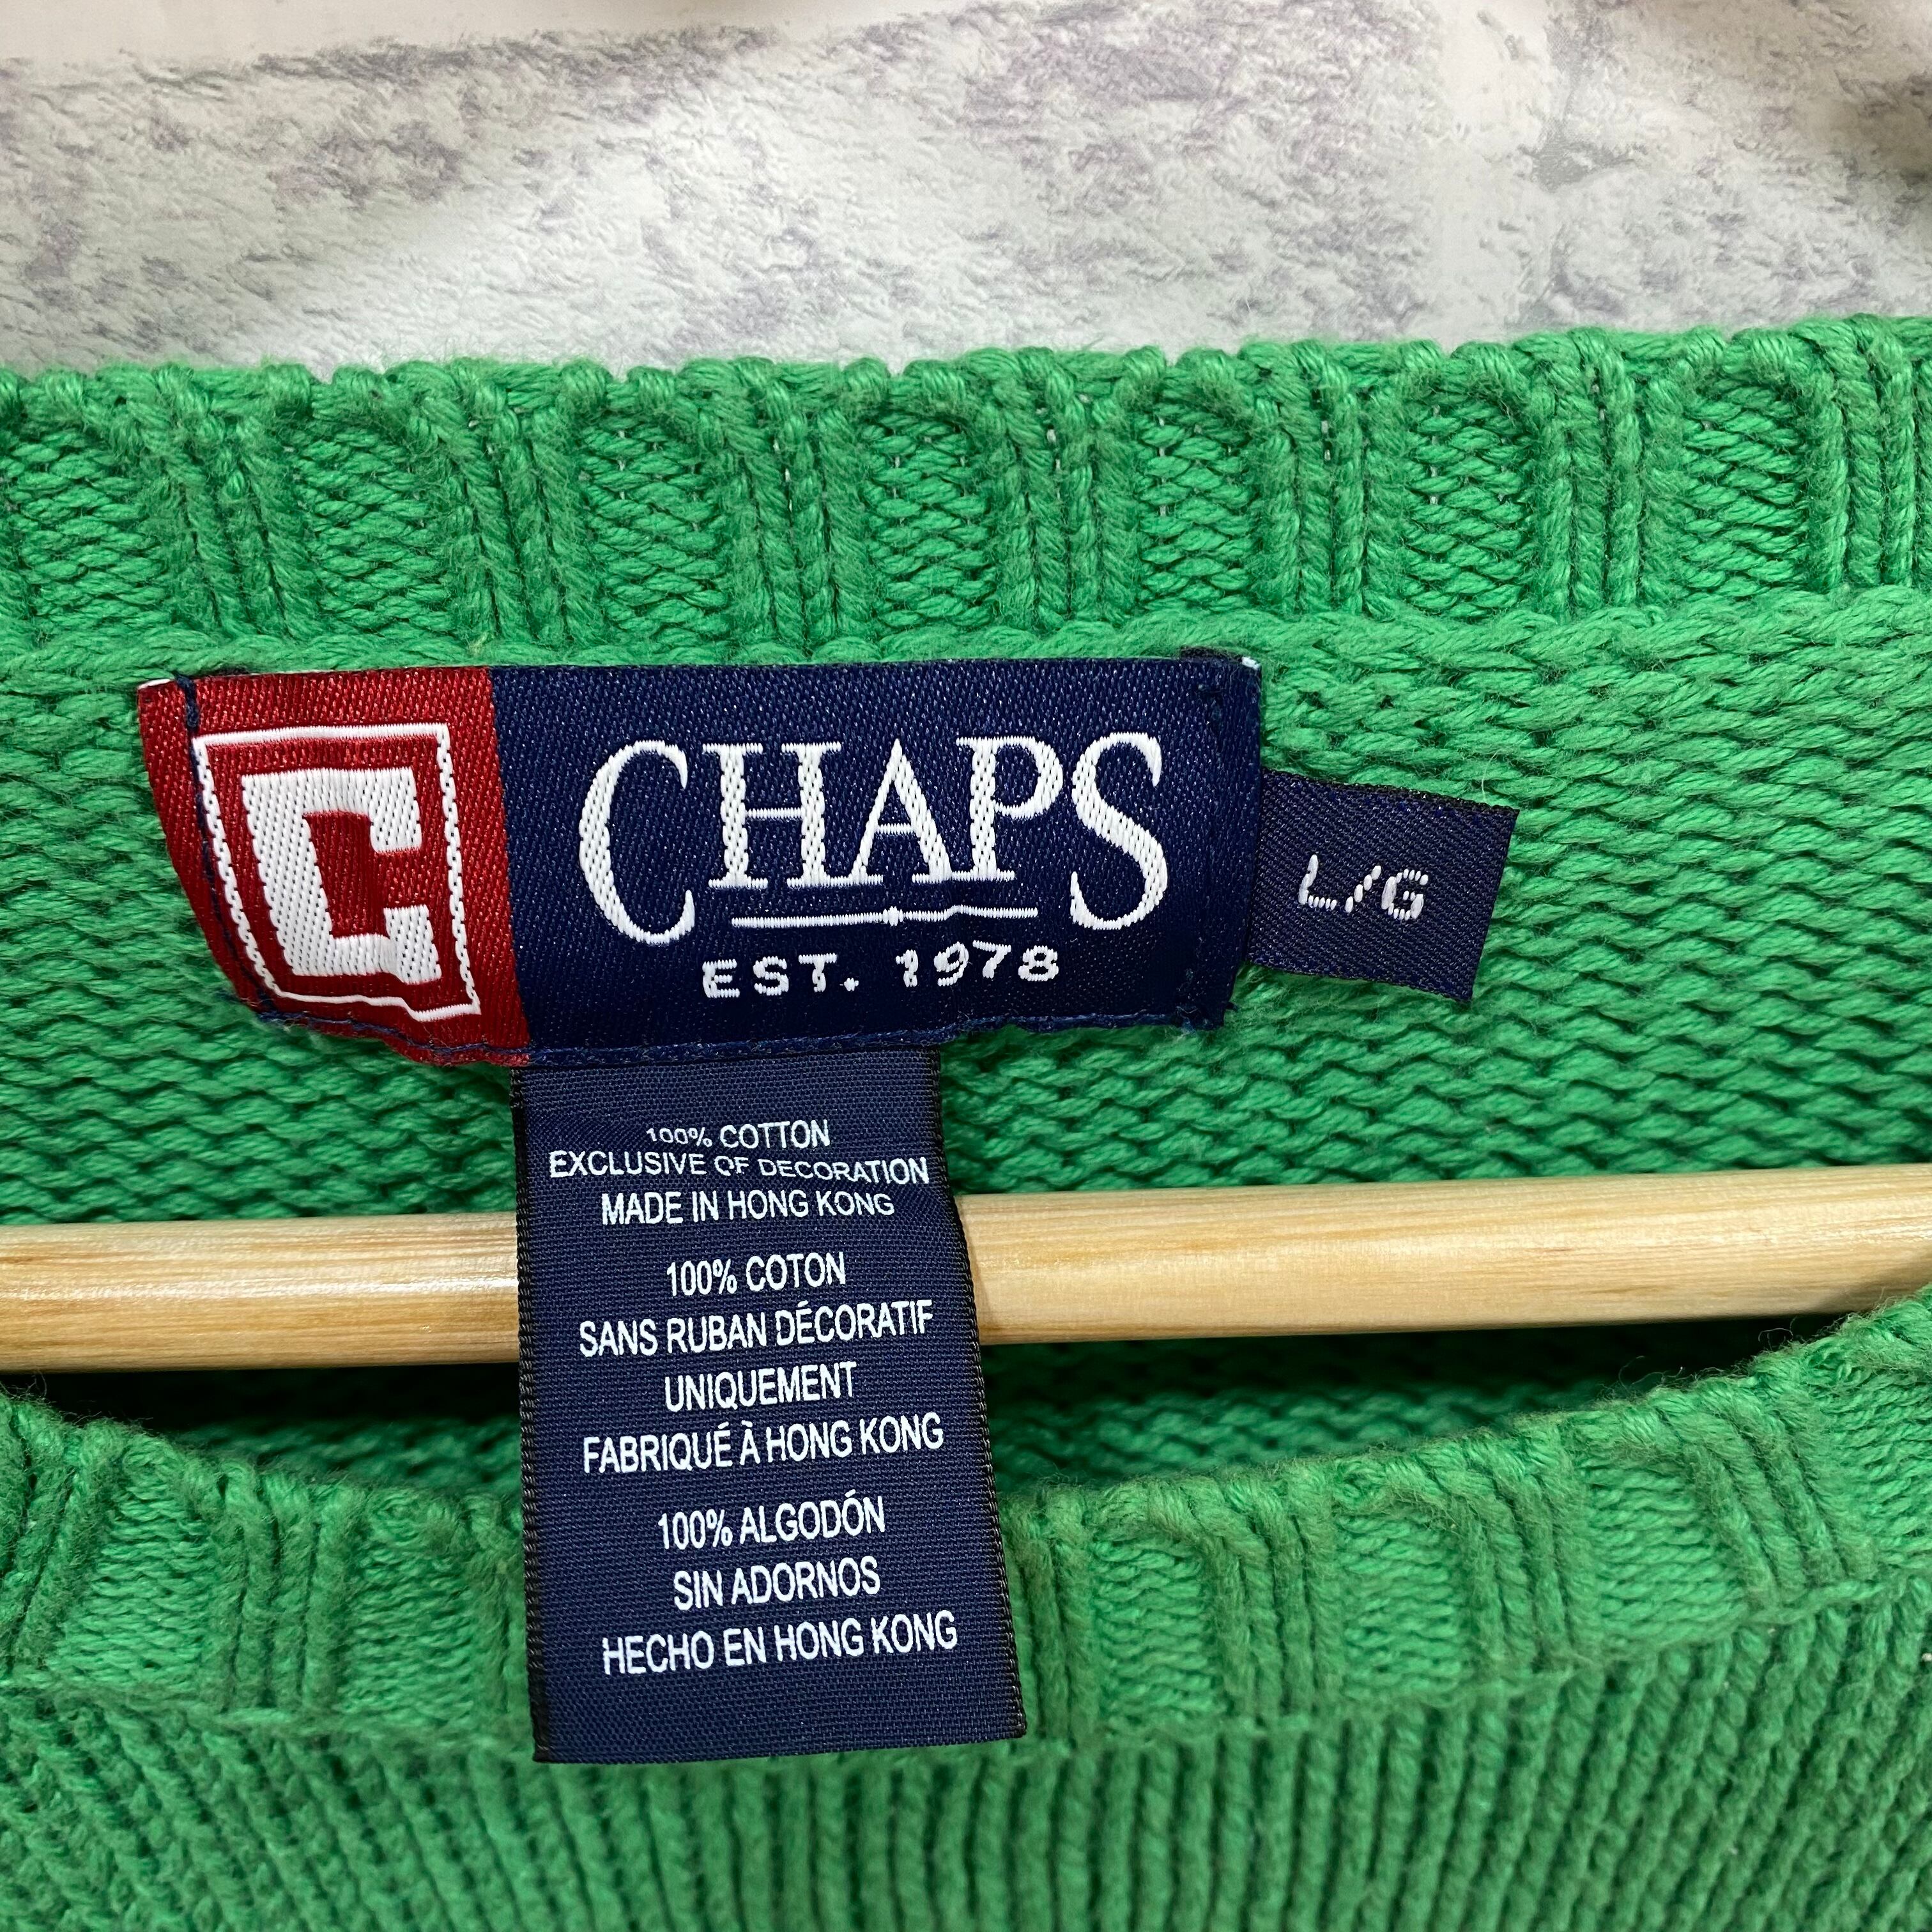 C
CHAPS
EST. 1978
L/G
100% COTTON
EXCLUSIVE OF DECORATION
MADE IN HONG KONG
100% COTON
SANS RUBAN DÉCORATIF
UNIQUEMENT
FABRIQUÉ À HONG KONG
100% ALGODÓN
SIN ADORNOS
HECHO EN HONG KONG